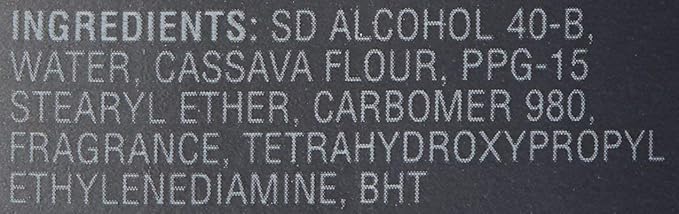 INGREDIENTS: SD ALCOHOL 40-B,
WATER, CASSAVA FLOUR, PPG-15
STEARYL ETHER, CARBOMER 980,
FRAGRANCE, TETRAHYDROXYPROPYL
ETHYLENEDIAMINE, BHT